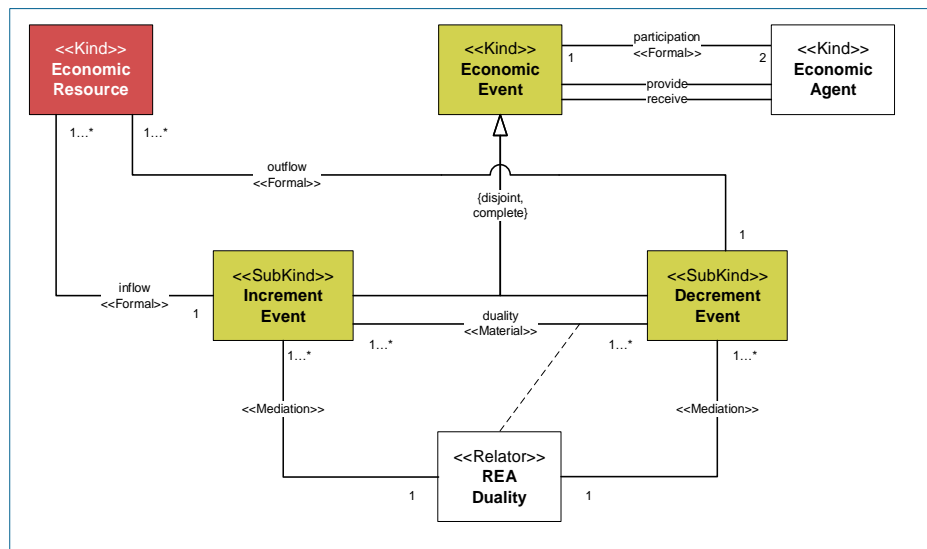 <<Kind>>
Economic
Resource
<<Kind>>
Economic
Event
participation
<<Formal>>
1
2
provide
receive
<<Kind>>
Economic
Agent
1...*
1...*
outflow
<<Formal>>
{disjoint,
complete}
1
<<SubKind>>
Increment
Event
<<SubKind>>
Decrement
Event
inflow
<<Formal>>
1
duality
<<Material>>
1...*
1...*
1...*
1...*
<<Mediation>>
<<Mediation>>
<<Relator>>
REA
Duality
1
1